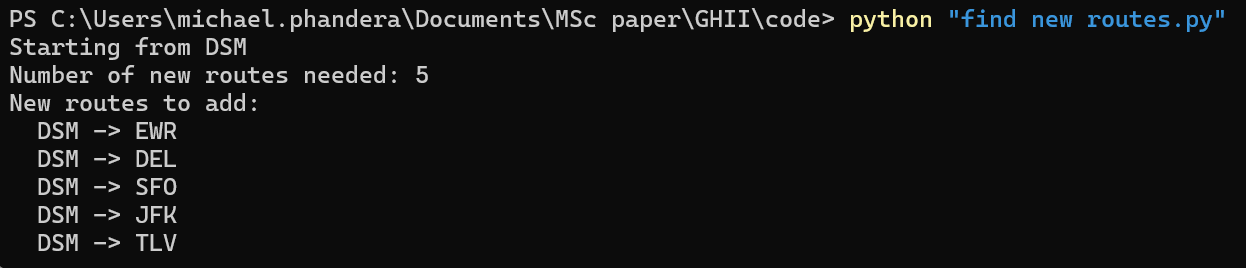 PS C:\Users\michael.phandera\Documents\MSc paper\GHII\code> python "find new routes.py"
Starting from DSM
Number of new routes needed: 5
New routes to add:
  DSM -> EWR
  DSM -> DEL
  DSM -> SFO
  DSM -> JFK
  DSM -> TLV